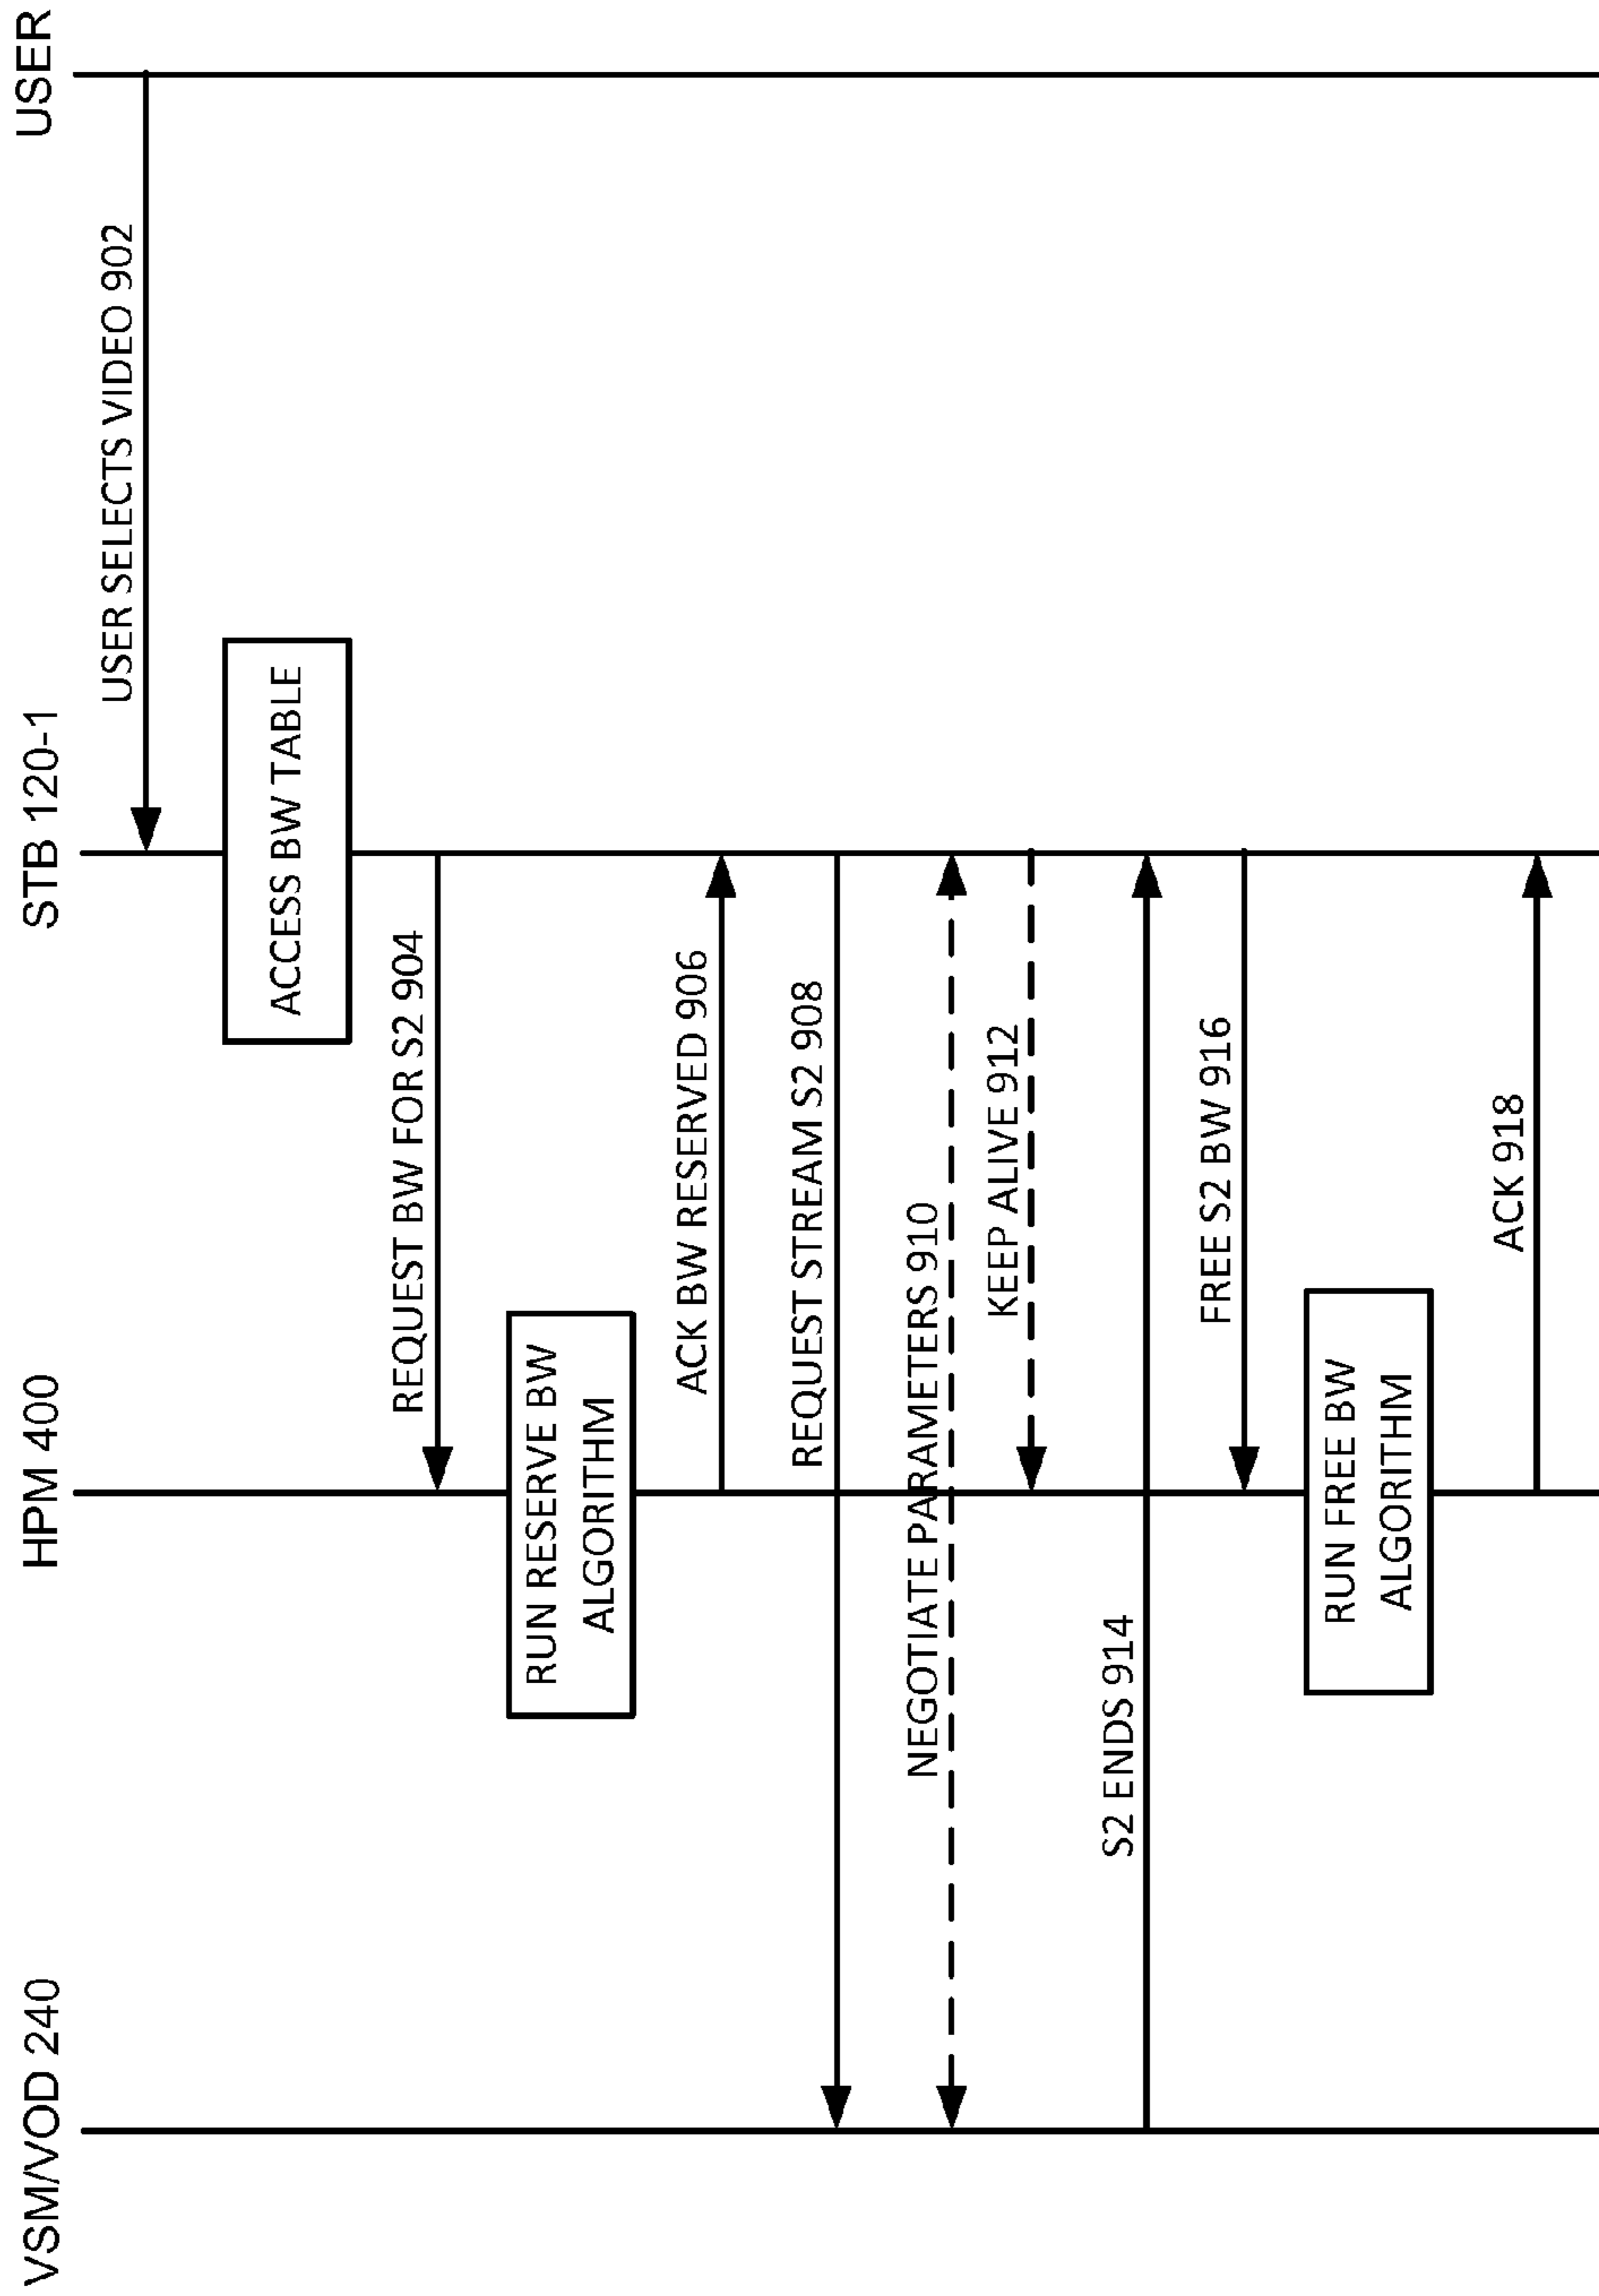 VSM/VOD 240
HPM 400
STB 120-1
USER
USER SELECTS VIDEO 902
ACCESS BW TABLE
REQUEST BW FOR S2 904
RUN RESERVE BW
ALGORITHM
ACK BW RESERVED 906
REQUEST STREAM S2 908
NEGOTIATE PARAMETERS 910
KEEP ALIVE 912
S2 ENDS 914
FREE S2 BW 916
RUN FREE BW
ALGORITHM
ACK 918